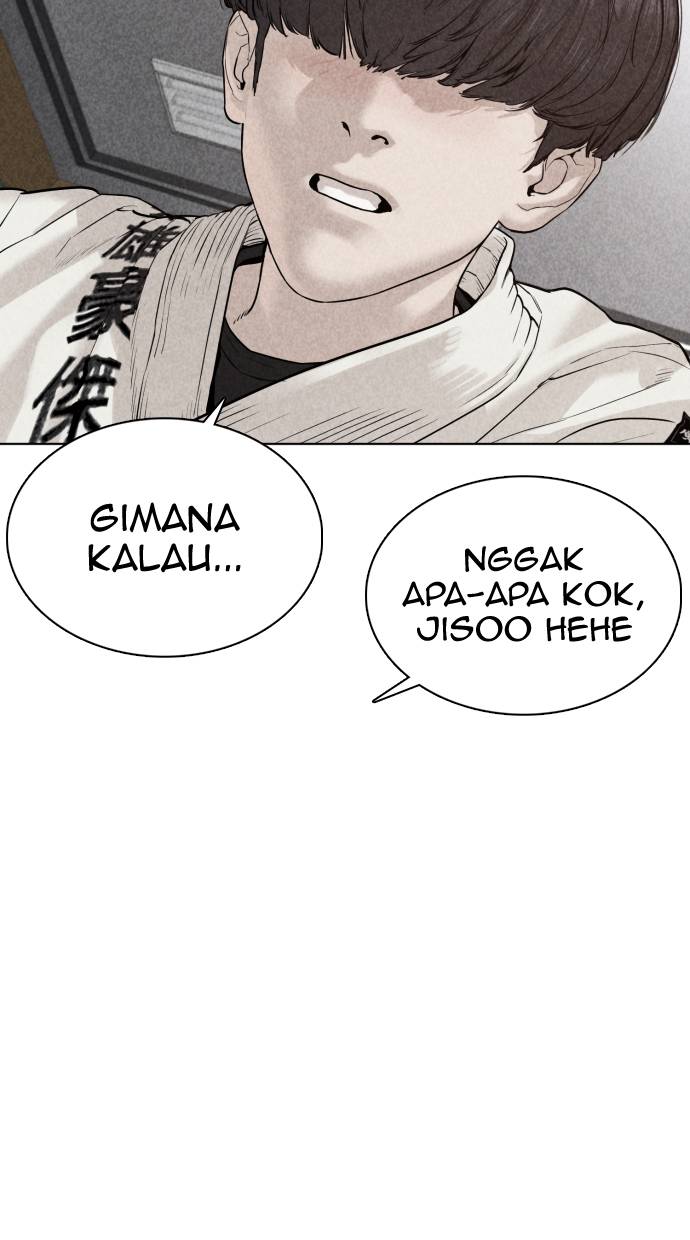 雄
豪
傑
GIMANA
KALAU...
NGGAK
APA-APA KOK,
JISOO HEHE